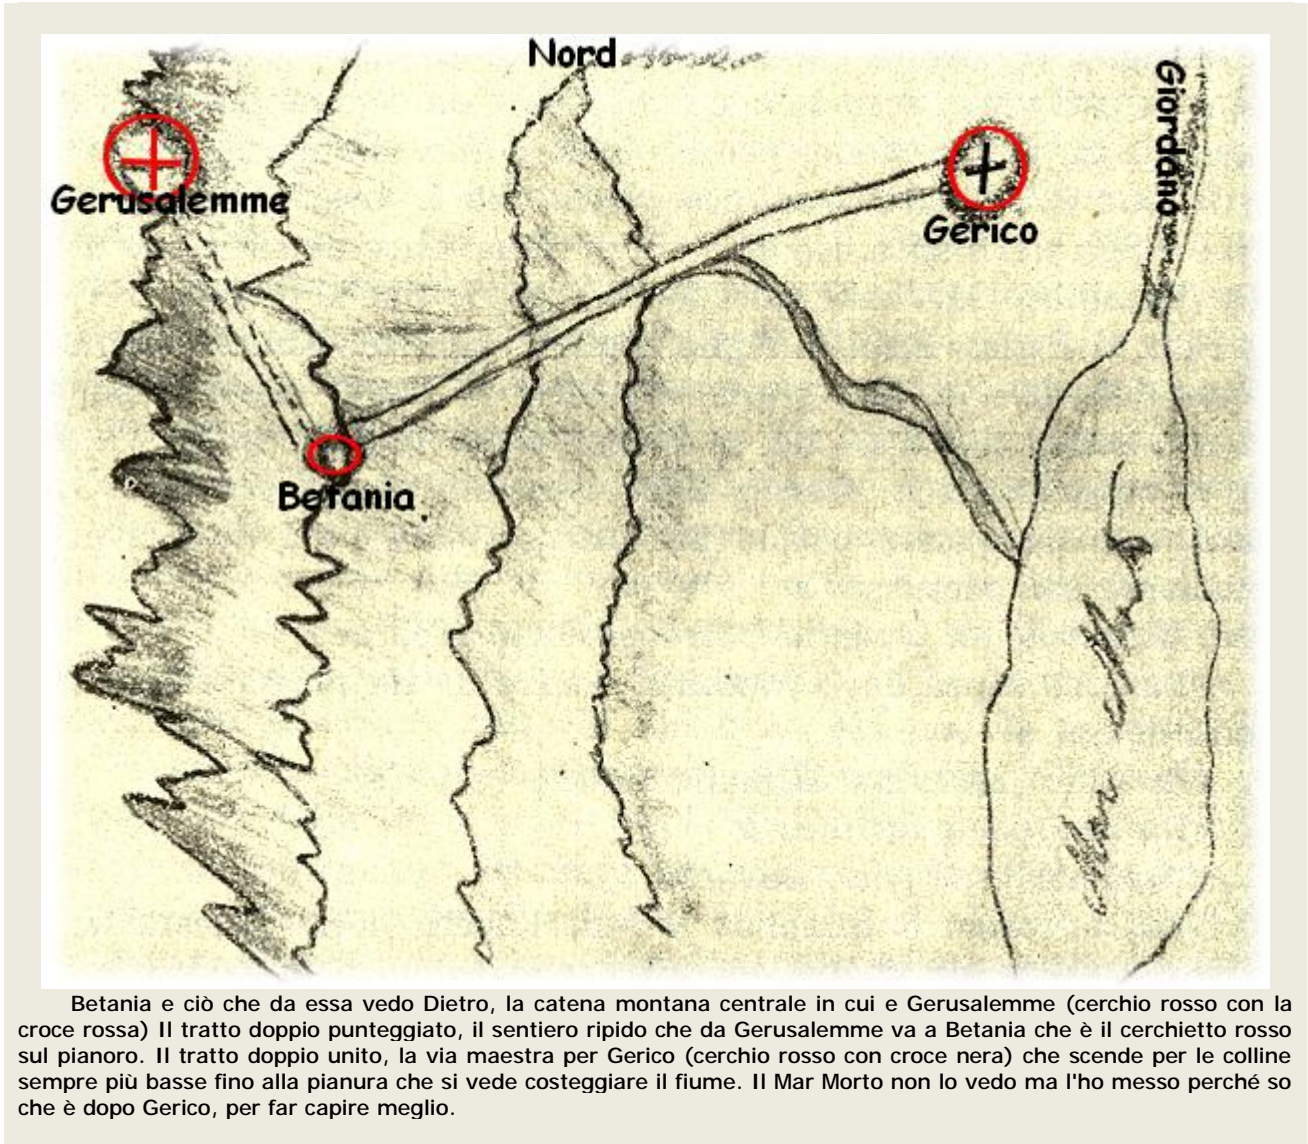 Nord
Giordano
Gerusalemme
Gerico
Betania
Mar Morto
Betania e ciò che da essa vedo Dietro, la catena montana centrale in cui e Gerusalemme (cerchio rosso con la
croce rossa) Il tratto doppio punteggiato, il sentiero ripido che da Gerusalemme va a Betania che è il cerchietto rosso
sul pianoro. Il tratto doppio unito, la via maestra per Gerico (cerchio rosso con croce nera) che scende per le colline
sempre più basse fino alla pianura che si vede costeggiare il fiume. Il Mar Morto non lo vedo ma l'ho messo perché so
che è dopo Gerico, per far capire meglio.